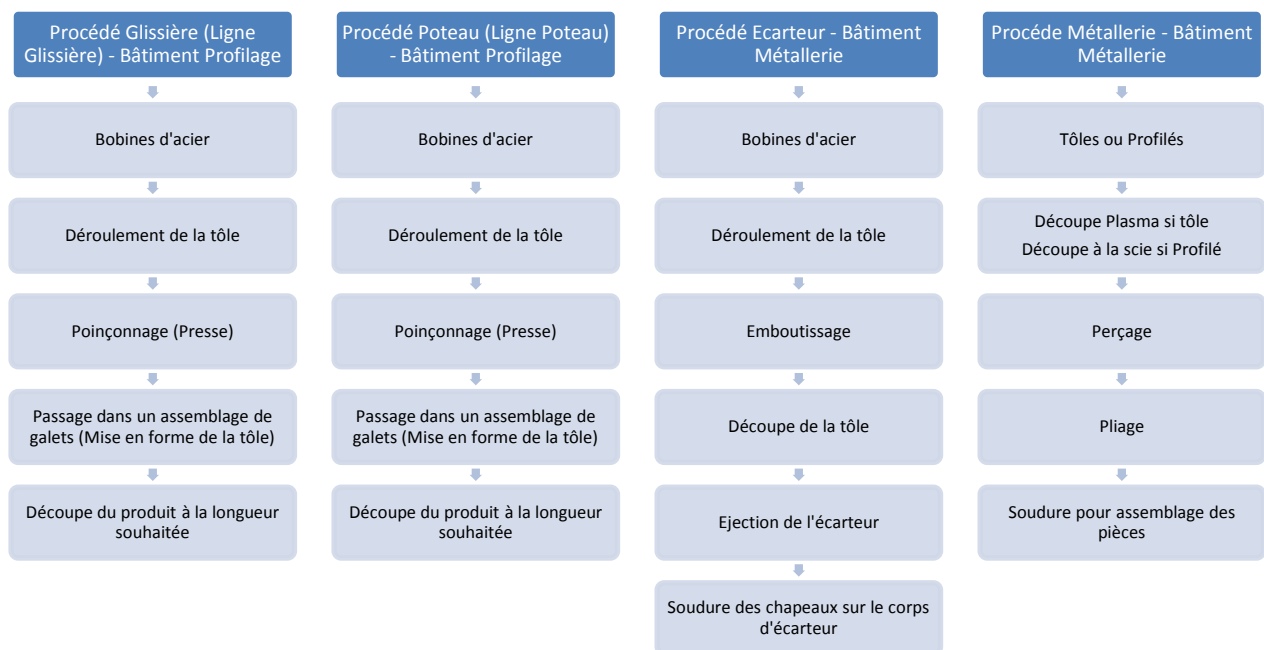 Procédé Glissière (Ligne
Glissière) - Bâtiment Profilage
Bobines d'acier
Déroulement de la tôle
Poinçonnage (Presse)
Passage dans un assemblage de
galets (Mise en forme de la tôle)
Découpe du produit à la longueur
souhaitée
Procédé Poteau (Ligne Poteau)
- Bâtiment Profilage
Bobines d'acier
Déroulement de la tôle
Poinçonnage (Presse)
Passage dans un assemblage de
galets (Mise en forme de la tôle)
Découpe du produit à la longueur
souhaitée
Procédé Ecarteur - Bâtiment
Métallerie
Bobines d'acier
Déroulement de la tôle
Emboutissage
Découpe de la tôle
Ejection de l'écarteur
Soudure des chapeaux sur le corps
d'écarteur
Procéde Métallerie - Bâtiment
Métallerie
Tôles ou Profilés
Découpe Plasma si tôle
Découpe à la scie si Profilé
Perçage
Pliage
Soudure pour assemblage des
pièces